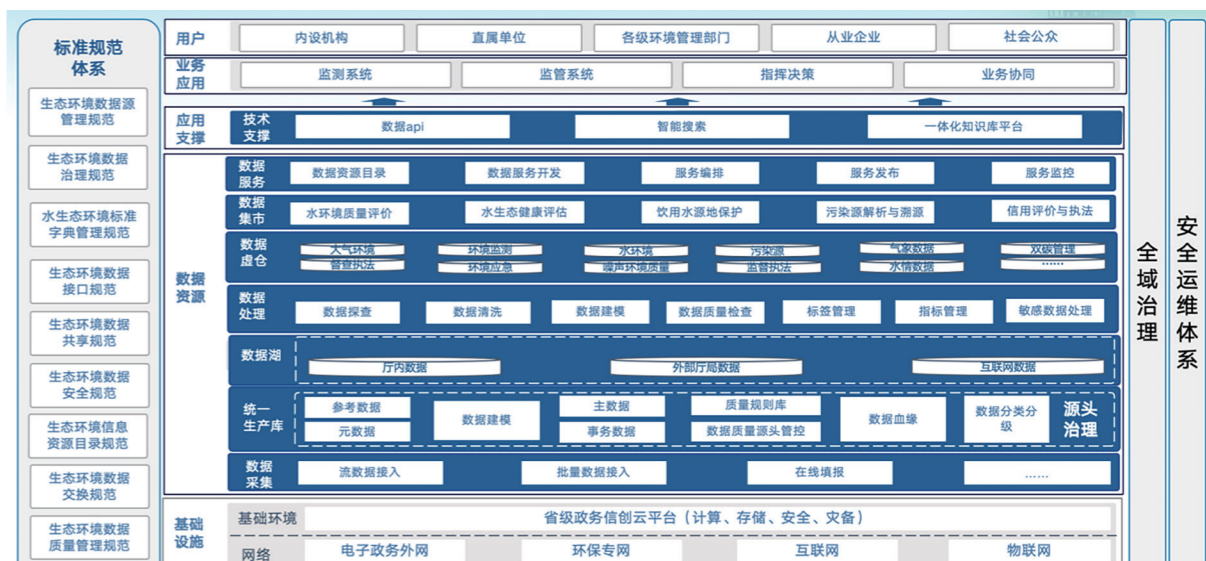 标准规范
体系
生态环境数据源
管理规范
生态环境数据
治理规范
水生态环境标准
字典管理规范
生态环境数据
接口规范
生态环境数据
共享规范
生态环境数据
安全规范
生态环境信息
资源目录规范
生态环境数据
交换规范
生态环境数据
质量管理规范
用户
内设机构 直属单位 各级环境管理部门 从业企业 社会公众
业务
应用
监测系统 监管系统 指挥决策 业务协同
应用
支撑
技术
支撑
数据api 智能搜索 一体化知识库平台
数据
资源
数据
服务
数据资源目录 数据服务开发 服务编排 服务发布 服务监控
数据
集市
水环境质量评价 水生态健康评估 饮用水源地保护 污染源解析与溯源 信用评价与执法
数据
虚仓
大气环境 环境监测 水环境 污染源 气象数据 双碳管理
督查执法 环境应急 噪声环境质量 监督执法 水情数据 ……
数据
处理
数据探查 数据清洗 数据建模 数据质量检查 标签管理 指标管理 敏感数据处理
数据湖
厅内数据 外部厅局数据 互联网数据
统一
生产库
参考数据 主数据 质量规则库
元数据 数据建模 事务数据 数据质量源头管控 数据血缘
数据分类分
级
源头
治理
数据
采集
流数据接入 批量数据接入 在线填报 ……
基础
设施
基础环境 省级政务信创云平台（计算、存储、安全、灾备）
网络 电子政务外网 环保专网 互联网 物联网
全域治理
安全运维体系